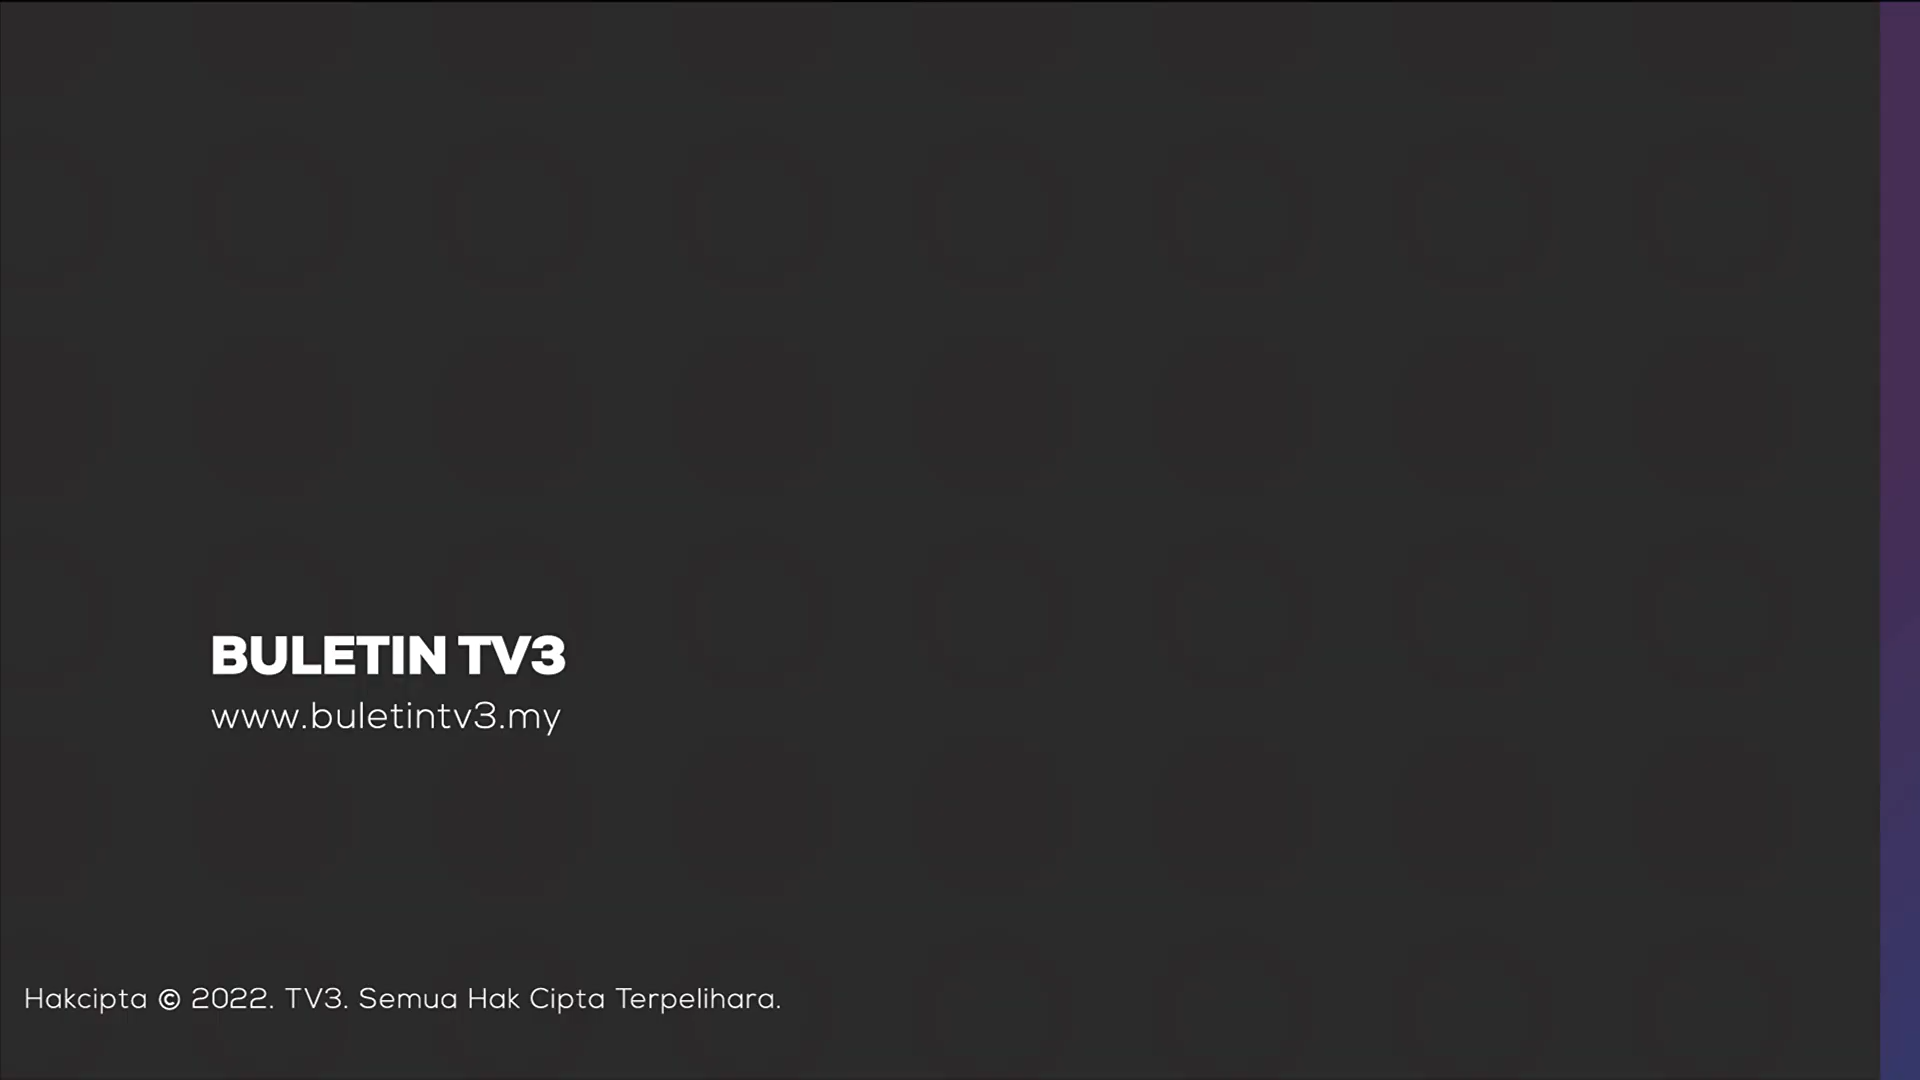 BULETIN TV3
www.buletintv3.my
Hakcipta © 2022. TV3. Semua Hak Cipta Terpelihara.